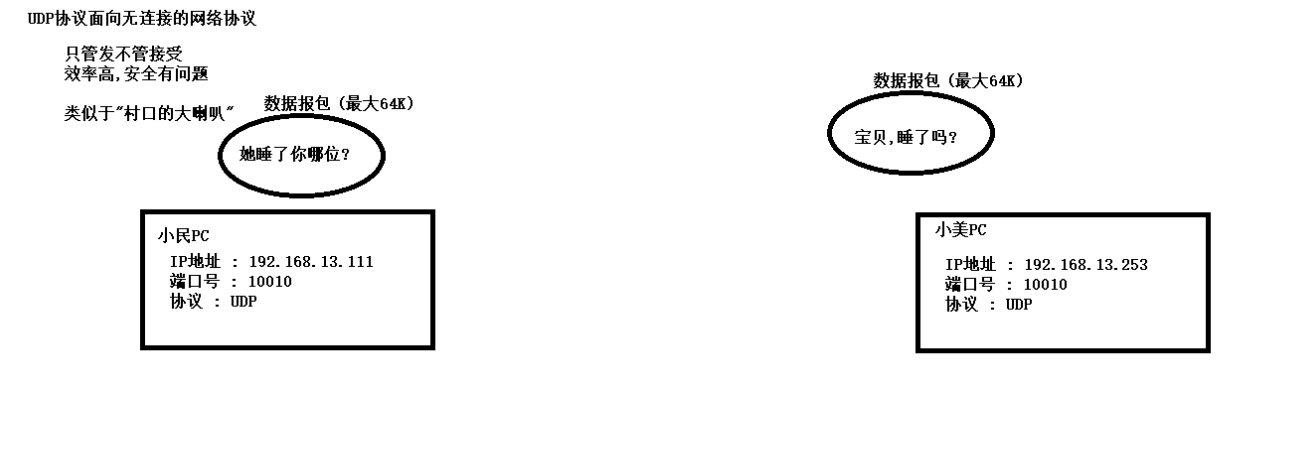 UDP协议面向无连接的网络协议
只管发不管接受
效率高,安全有问题
类似于"村口的大喇叭"
数据报包 (最大64K)
她睡了你哪位?
小民PC
IP地址 : 192.168.13.111
端口号 : 10010
协议 : UDP
数据报包 (最大64K)
宝贝,睡了吗?
小美PC
IP地址 : 192.168.13.253
端口号 : 10010
协议 : UDP